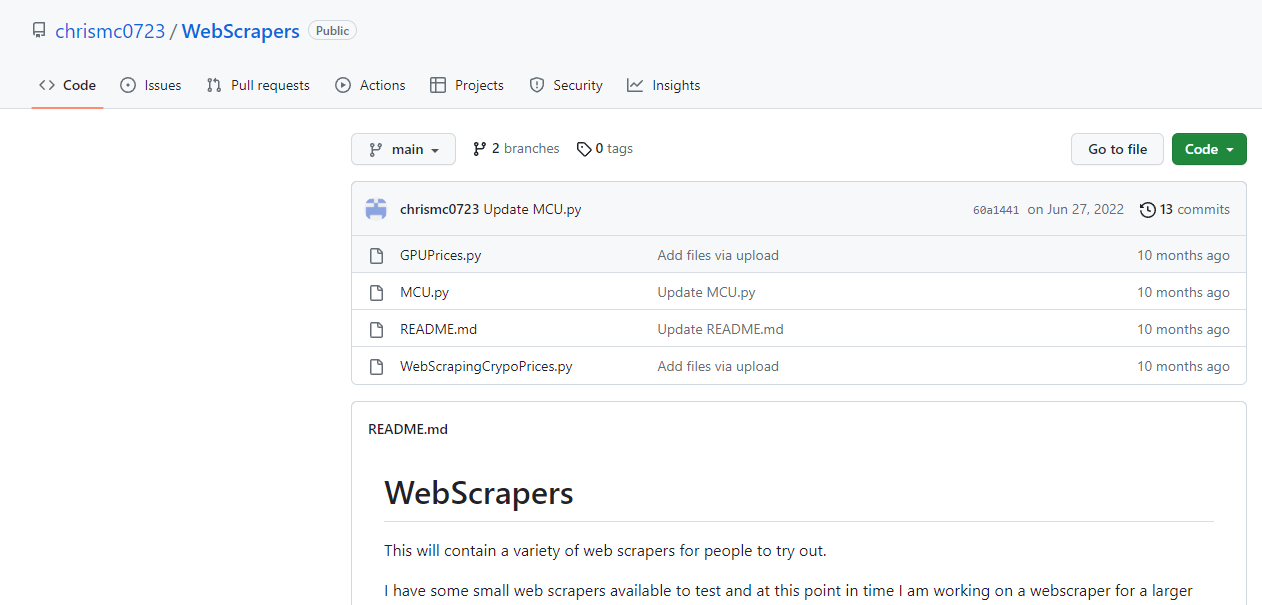 chrismc0723 / WebScrapers Public
Code Issues Pull requests Actions Projects Security Insights
main 2 branches 0 tags Go to file Code
chrismc0723 Update MCU.py 60a1441 on Jun 27, 2022 13 commits
GPUPrices.py Add files via upload 10 months ago
MCU.py Update MCU.py 10 months ago
README.md Update README.md 10 months ago
WebScrapingCrypoPrices.py Add files via upload 10 months ago
README.md
WebScrapers
This will contain a variety of web scrapers for people to try out.
I have some small web scrapers available to test and at this point in time I am working on a webscraper for a larger